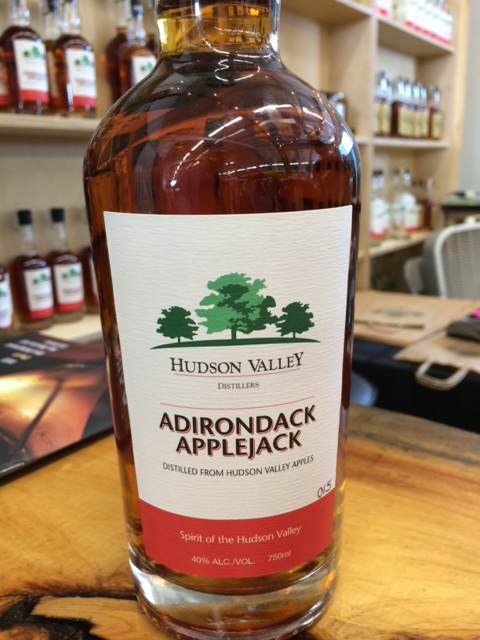 HUDSON VALLEY
DISTILLERS
ADIRONDACK
APPLEJACK
DISTILLED FROM HUDSON VALLEY APPLES
015
Spirit of the Hudson Valley
40% ALC./VOL. 750ml